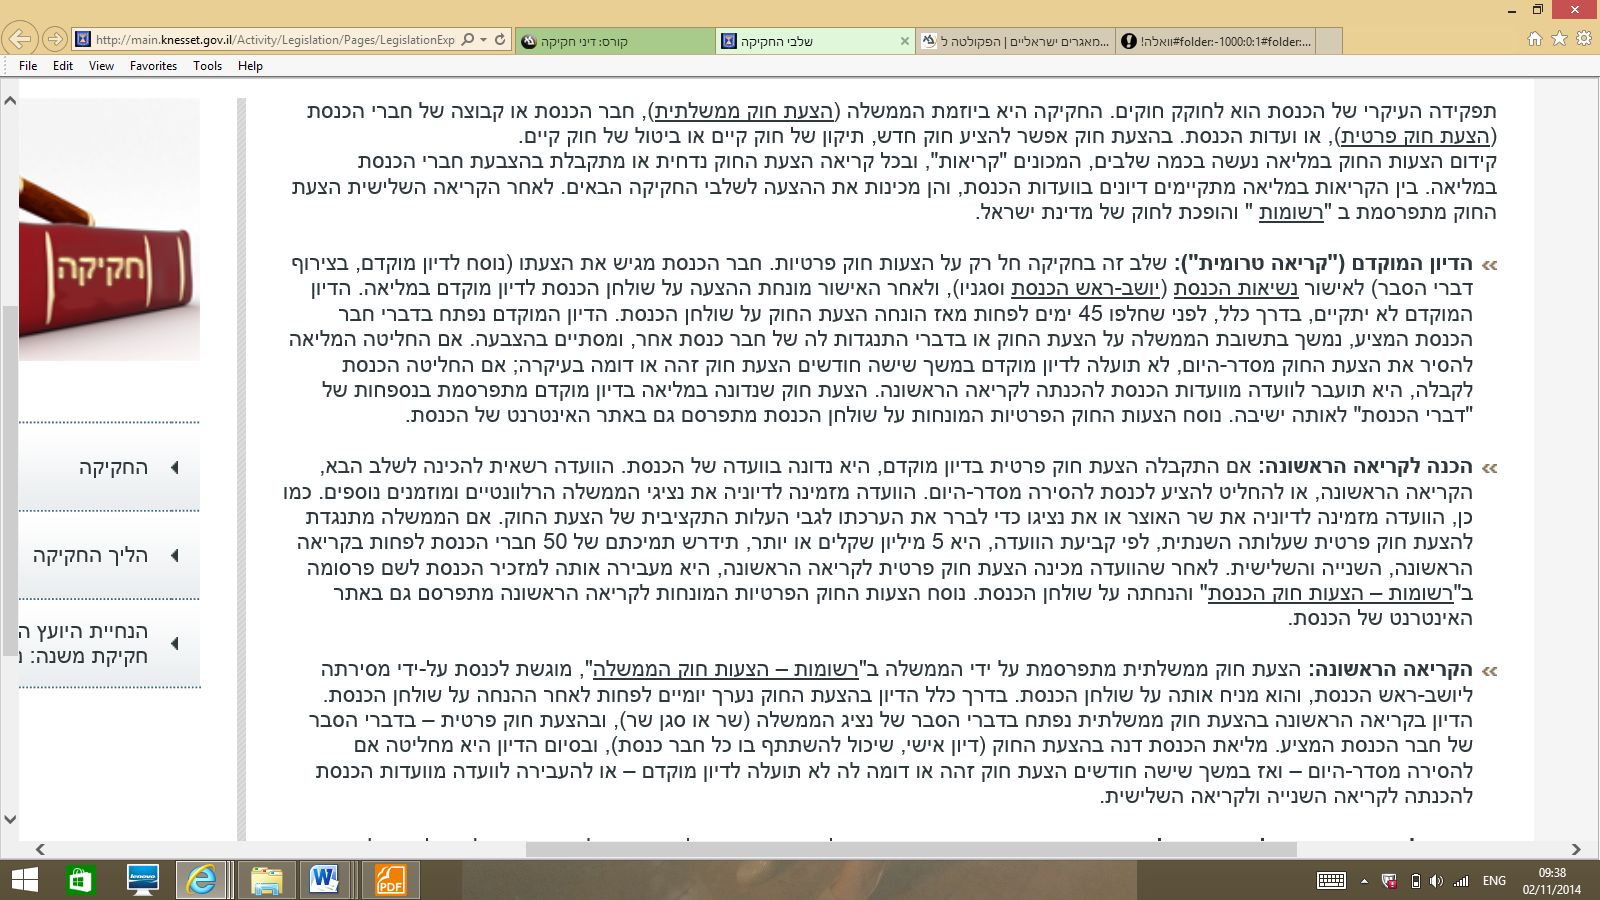 http://main.knesset.gov.il/Activity/Legislation/Pages/LegislationExp
קורס: דיני חקיקה
שלבי החקיקה
מאגרים ישראליים | הפקולטה ל...
וואלה!#folder:-1000:0:1#folder:...
File Edit View Favorites Tools Help
תפקידה העיקרי של הכנסת הוא לחוקק חוקים. החקיקה היא ביוזמת הממשלה (הצעת חוק ממשלתית), חבר הכנסת או קבוצה של חברי הכנסת
(הצעת חוק פרטית), או ועדות הכנסת. בהצעת חוק אפשר להציע חוק חדש, תיקון של חוק קיים או ביטול של חוק קיים.
קידום הצעות החוק במליאה נעשה בכמה שלבים, המכונים "קריאות", ובכל קריאה הצעת החוק נדחית או מתקבלת בהצבעת חברי הכנסת
במליאה. בין הקריאות במליאה מתקיימים דיונים בוועדות הכנסת, והן מכינות את ההצעה לשלבי החקיקה הבאים. לאחר הקריאה השלישית הצעת
החוק מתפרסמת ב "רשומות " והופכת לחוק של מדינת ישראל.
הדיון המוקדם ("קריאה טרומית"): שלב זה בחקיקה חל רק על הצעות חוק פרטיות. חבר הכנסת מגיש את הצעתו (נוסח לדיון מוקדם, בצירוף
דברי הסבר) לאישור נשיאות הכנסת (יושב-ראש הכנסת וסגניו), ולאחר האישור מונחת ההצעה על שולחן הכנסת לדיון מוקדם במליאה. הדיון
המוקדם לא יתקיים, בדרך כלל, לפני שחלפו 45 ימים לפחות מאז הונחה הצעת החוק על שולחן הכנסת. הדיון המוקדם נפתח בדברי חבר
הכנסת המציע, נמשך בתשובת הממשלה על הצעת החוק או בדברי התנגדות לה של חבר כנסת אחר, ומסתיים בהצבעה. אם החליטה המליאה
להסיר את הצעת החוק מסדר-היום, לא תועלה לדיון מוקדם במשך שישה חודשים הצעת חוק זהה או דומה בעיקרה; אם החליטה הכנסת
לקבלה, היא תועבר לוועדה מוועדות הכנסת להכנתה לקריאה הראשונה. הצעת חוק שנדונה במליאה בדיון מוקדם מתפרסמת בנספחות של
"דברי הכנסת" לאותה ישיבה. נוסח הצעות החוק הפרטיות המונחות על שולחן הכנסת מתפרסם גם באתר האינטרנט של הכנסת.
הכנה לקריאה הראשונה: אם התקבלה הצעת חוק פרטית בדיון מוקדם, היא נדונה בוועדה של הכנסת. הוועדה רשאית להכינה לשלב הבא,
הקריאה הראשונה, או להחליט להציע לכנסת להסירה מסדר-היום. הוועדה מזמינה לדיוניה את נציגי הממשלה הרלוונטיים ומוזמנים נוספים. כמו
כן, הוועדה מזמינה לדיוניה את שר האוצר או את נציגו כדי לברר את הערכתו לגבי העלות התקציבית של הצעת החוק. אם הממשלה מתנגדת
להצעת חוק פרטית שעלותה השנתית, לפי קביעת הוועדה, היא 5 מיליון שקלים או יותר, תידרש תמיכתם של 50 חברי הכנסת לפחות בקריאה
הראשונה, השנייה והשלישית. לאחר שהוועדה מכינה הצעת חוק פרטית לקריאה הראשונה, היא מעבירה אותה למזכיר הכנסת לשם פרסומה
ב"רשומות – הצעות חוק הכנסת" והנחתה על שולחן הכנסת. נוסח הצעות החוק הפרטיות המונחות לקריאה הראשונה מתפרסם גם באתר
האינטרנט של הכנסת.
הקריאה הראשונה: הצעת חוק ממשלתית מתפרסמת על ידי הממשלה ב"רשומות – הצעות חוק הממשלה", מוגשת לכנסת על-ידי מסירתה
ליושב-ראש הכנסת, והוא מניח אותה על שולחן הכנסת. בדרך כלל הדיון בהצעת החוק נערך יומיים לפחות לאחר ההנחה על שולחן הכנסת.
הדיון בקריאה הראשונה בהצעת חוק ממשלתית נפתח בדברי הסבר של נציג הממשלה (שר או סגן שר), ובהצעת חוק פרטית – בדברי הסבר
של חבר הכנסת המציע. מליאת הכנסת דנה בהצעת החוק (דיון אישי, שיכול להשתתף בו כל חבר כנסת), ובסיום הדיון היא מחליטה אם
להסירה מסדר-היום – ואז במשך שישה חודשים הצעת חוק זהה או דומה לה לא תועלה לדיון מוקדם – או להעבירה לוועדה מוועדות הכנסת
להכנתה לקריאה השנייה ולקריאה השלישית.
חקיקה
החקיקה
הליך החקיקה
הנחיית היועץ ה
חקיקת משנה: נ
lenovo
PDF
ENG
09:38
02/11/2014